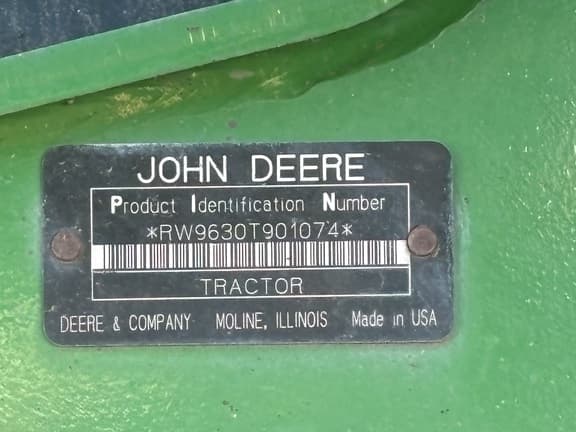 JOHN DEERE
Product Identification Number
*RW9630T901074*
TRACTOR
DEERE & COMPANY MOLINE, ILLINOIS Made in USA